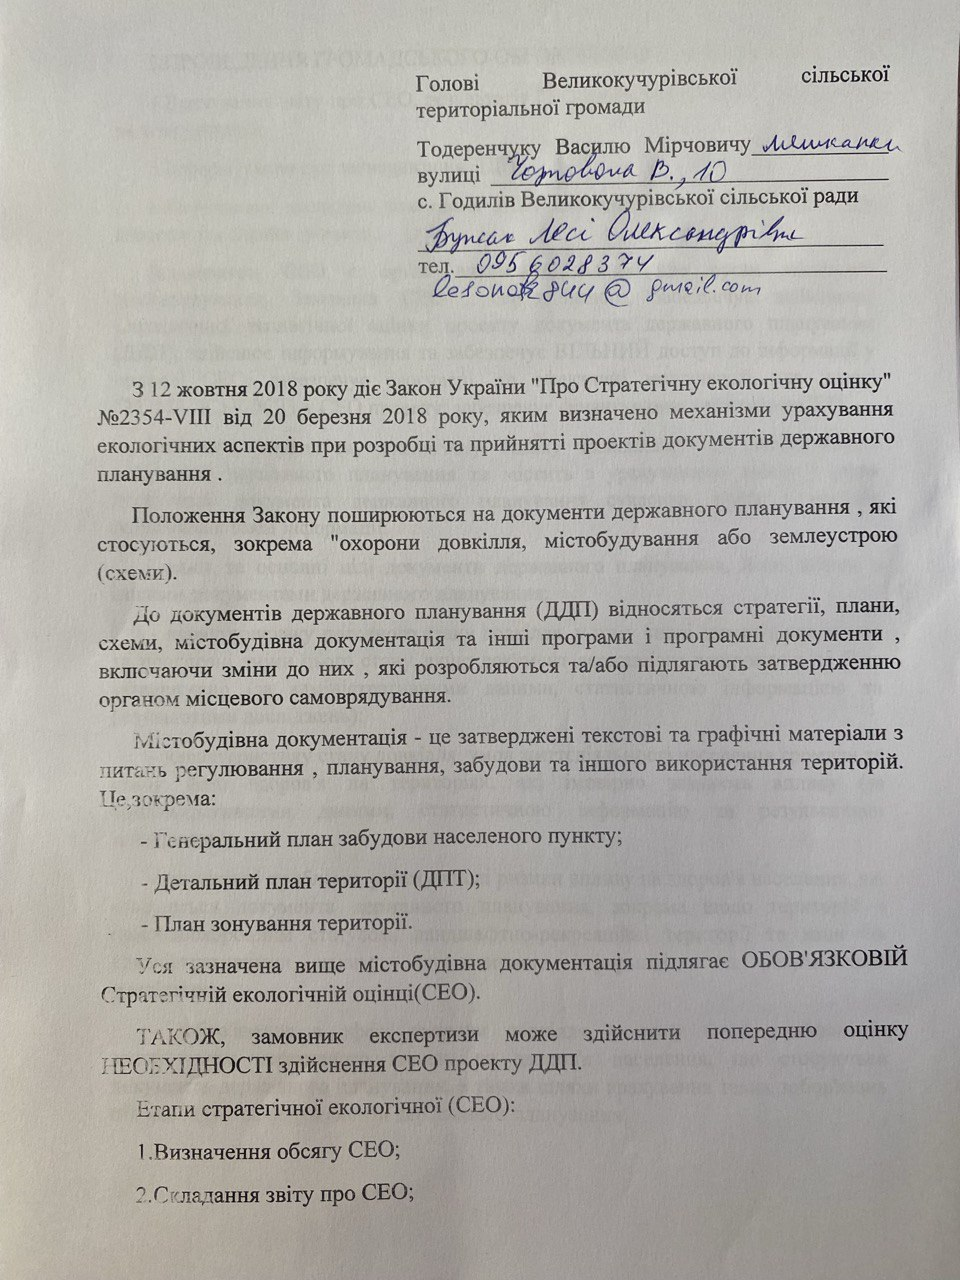 Голові Великокучурівської сільської
територіальної громади
Тодеренчуку Василю Мірчовичу мешканки
вулиці Чорновола В., 10
с. Годилів Великокучурівської сільської ради
Лесі Олександрівни
тел. 0956028374
@ gmail.com
З 12 жовтня 2018 року діє Закон України "Про Стратегічну екологічну оцінку"
№2354-VIII від 20 березня 2018 року, яким визначено механізми урахування
екологічних аспектів при розробці та прийнятті проектів документів державного
планування .
Положення Закону поширюються на документи державного планування , які
стосуються, зокрема "охорони довкілля, містобудування або землеустрою
(схеми).
До документів державного планування (ДДП) відносяться стратегії, плани,
схеми, містобудівна документація та інші програми і програмні документи ,
включаючи зміни до них , які розробляються та/або підлягають затвердженню
органом місцевого самоврядування.
Містобудівна документація - це затверджені текстові та графічні матеріали з
питань регулювання , планування, забудови та іншого використання територій.
Це,зокрема:
- Генеральний план забудови населеного пункту;
- Детальний план території (ДПТ);
- План зонування території.
Уся зазначена вище містобудівна документація підлягає ОБОВ'ЯЗКОВІЙ
Стратегічній екологічній оцінці(СЕО).
ТАКОЖ, замовник експертизи може здійснити попередню оцінку
НЕОБХІДНОСТІ здійснення СЕО проекту ДДП.
Етапи стратегічної екологічної (СЕО):
1.Визначення обсягу СЕО;
2.Складання звіту про СЕО;